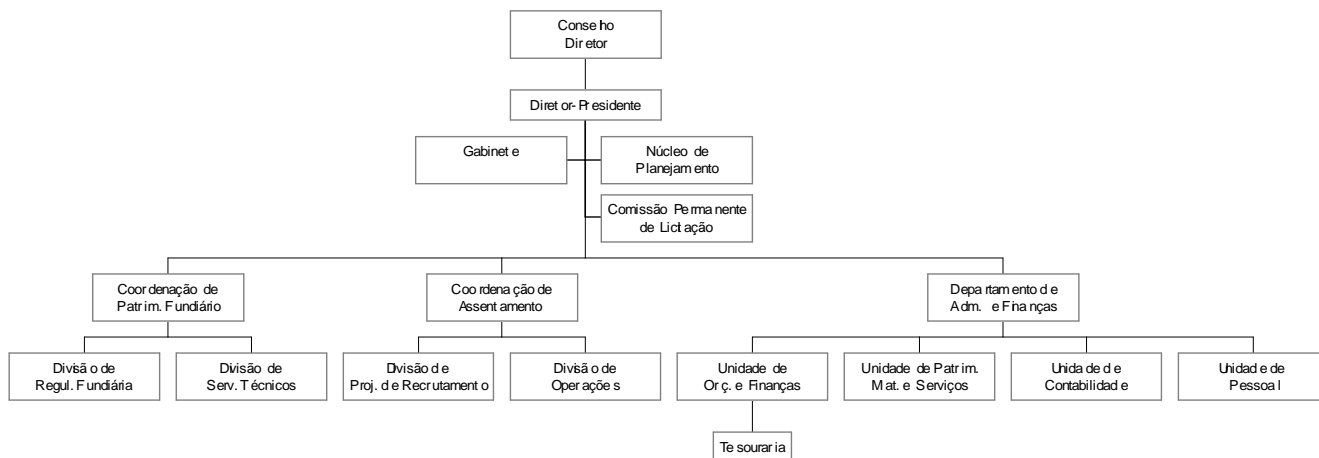 Conselho
Diretor
Diretor-Presidente
Gabinete
Núcleo de
Planejamento
Comissão Permanente
de Lictação
Coordenação de
Patrim. Fundiário
Coordenação de
Assentamento
Departamento de
Adm. e Finanças
Divisão de
Regul. Fundiária
Divisão de
Serv. Técnicos
Divisão de
Proj. de Recrutamento
Divisão de
Operações
Unidade de
Orç. e Finanças
Unidade de Patrim.
Mat. e Serviços
Unidade de
Contabilidade
Unidade de
Pessoal
Tesouraria